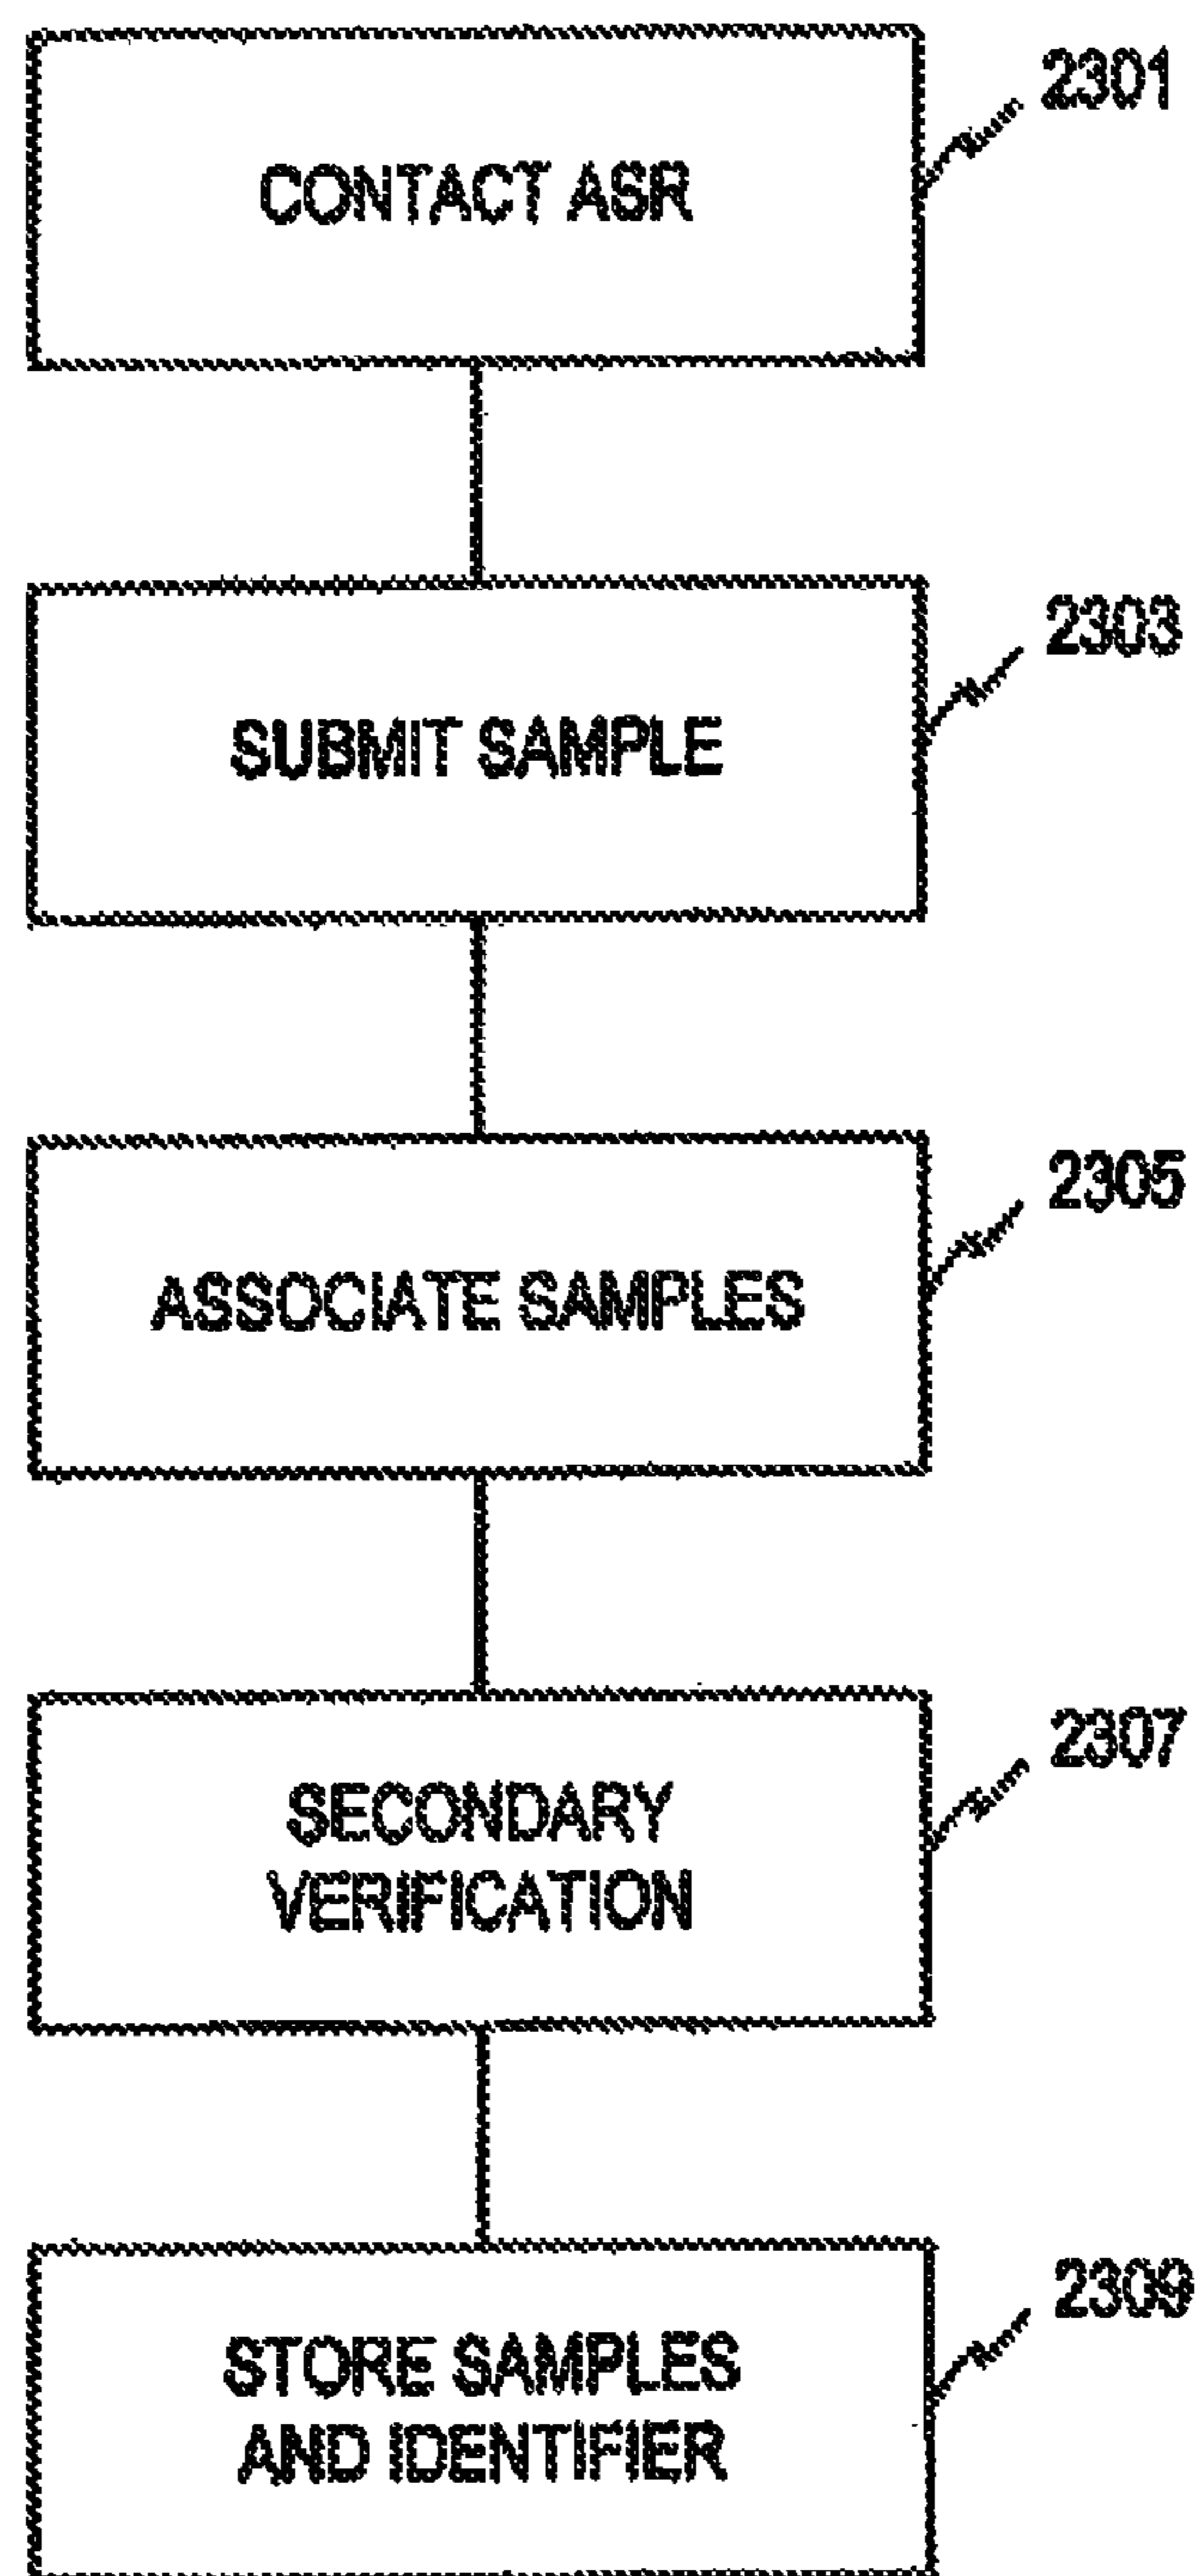 CONTACT ASR
2301
SUBMIT SAMPLE
2303
ASSOCIATE SAMPLES
2305
SECONDARY
VERIFICATION
2307
STORE SAMPLES
AND IDENTIFIER
2309